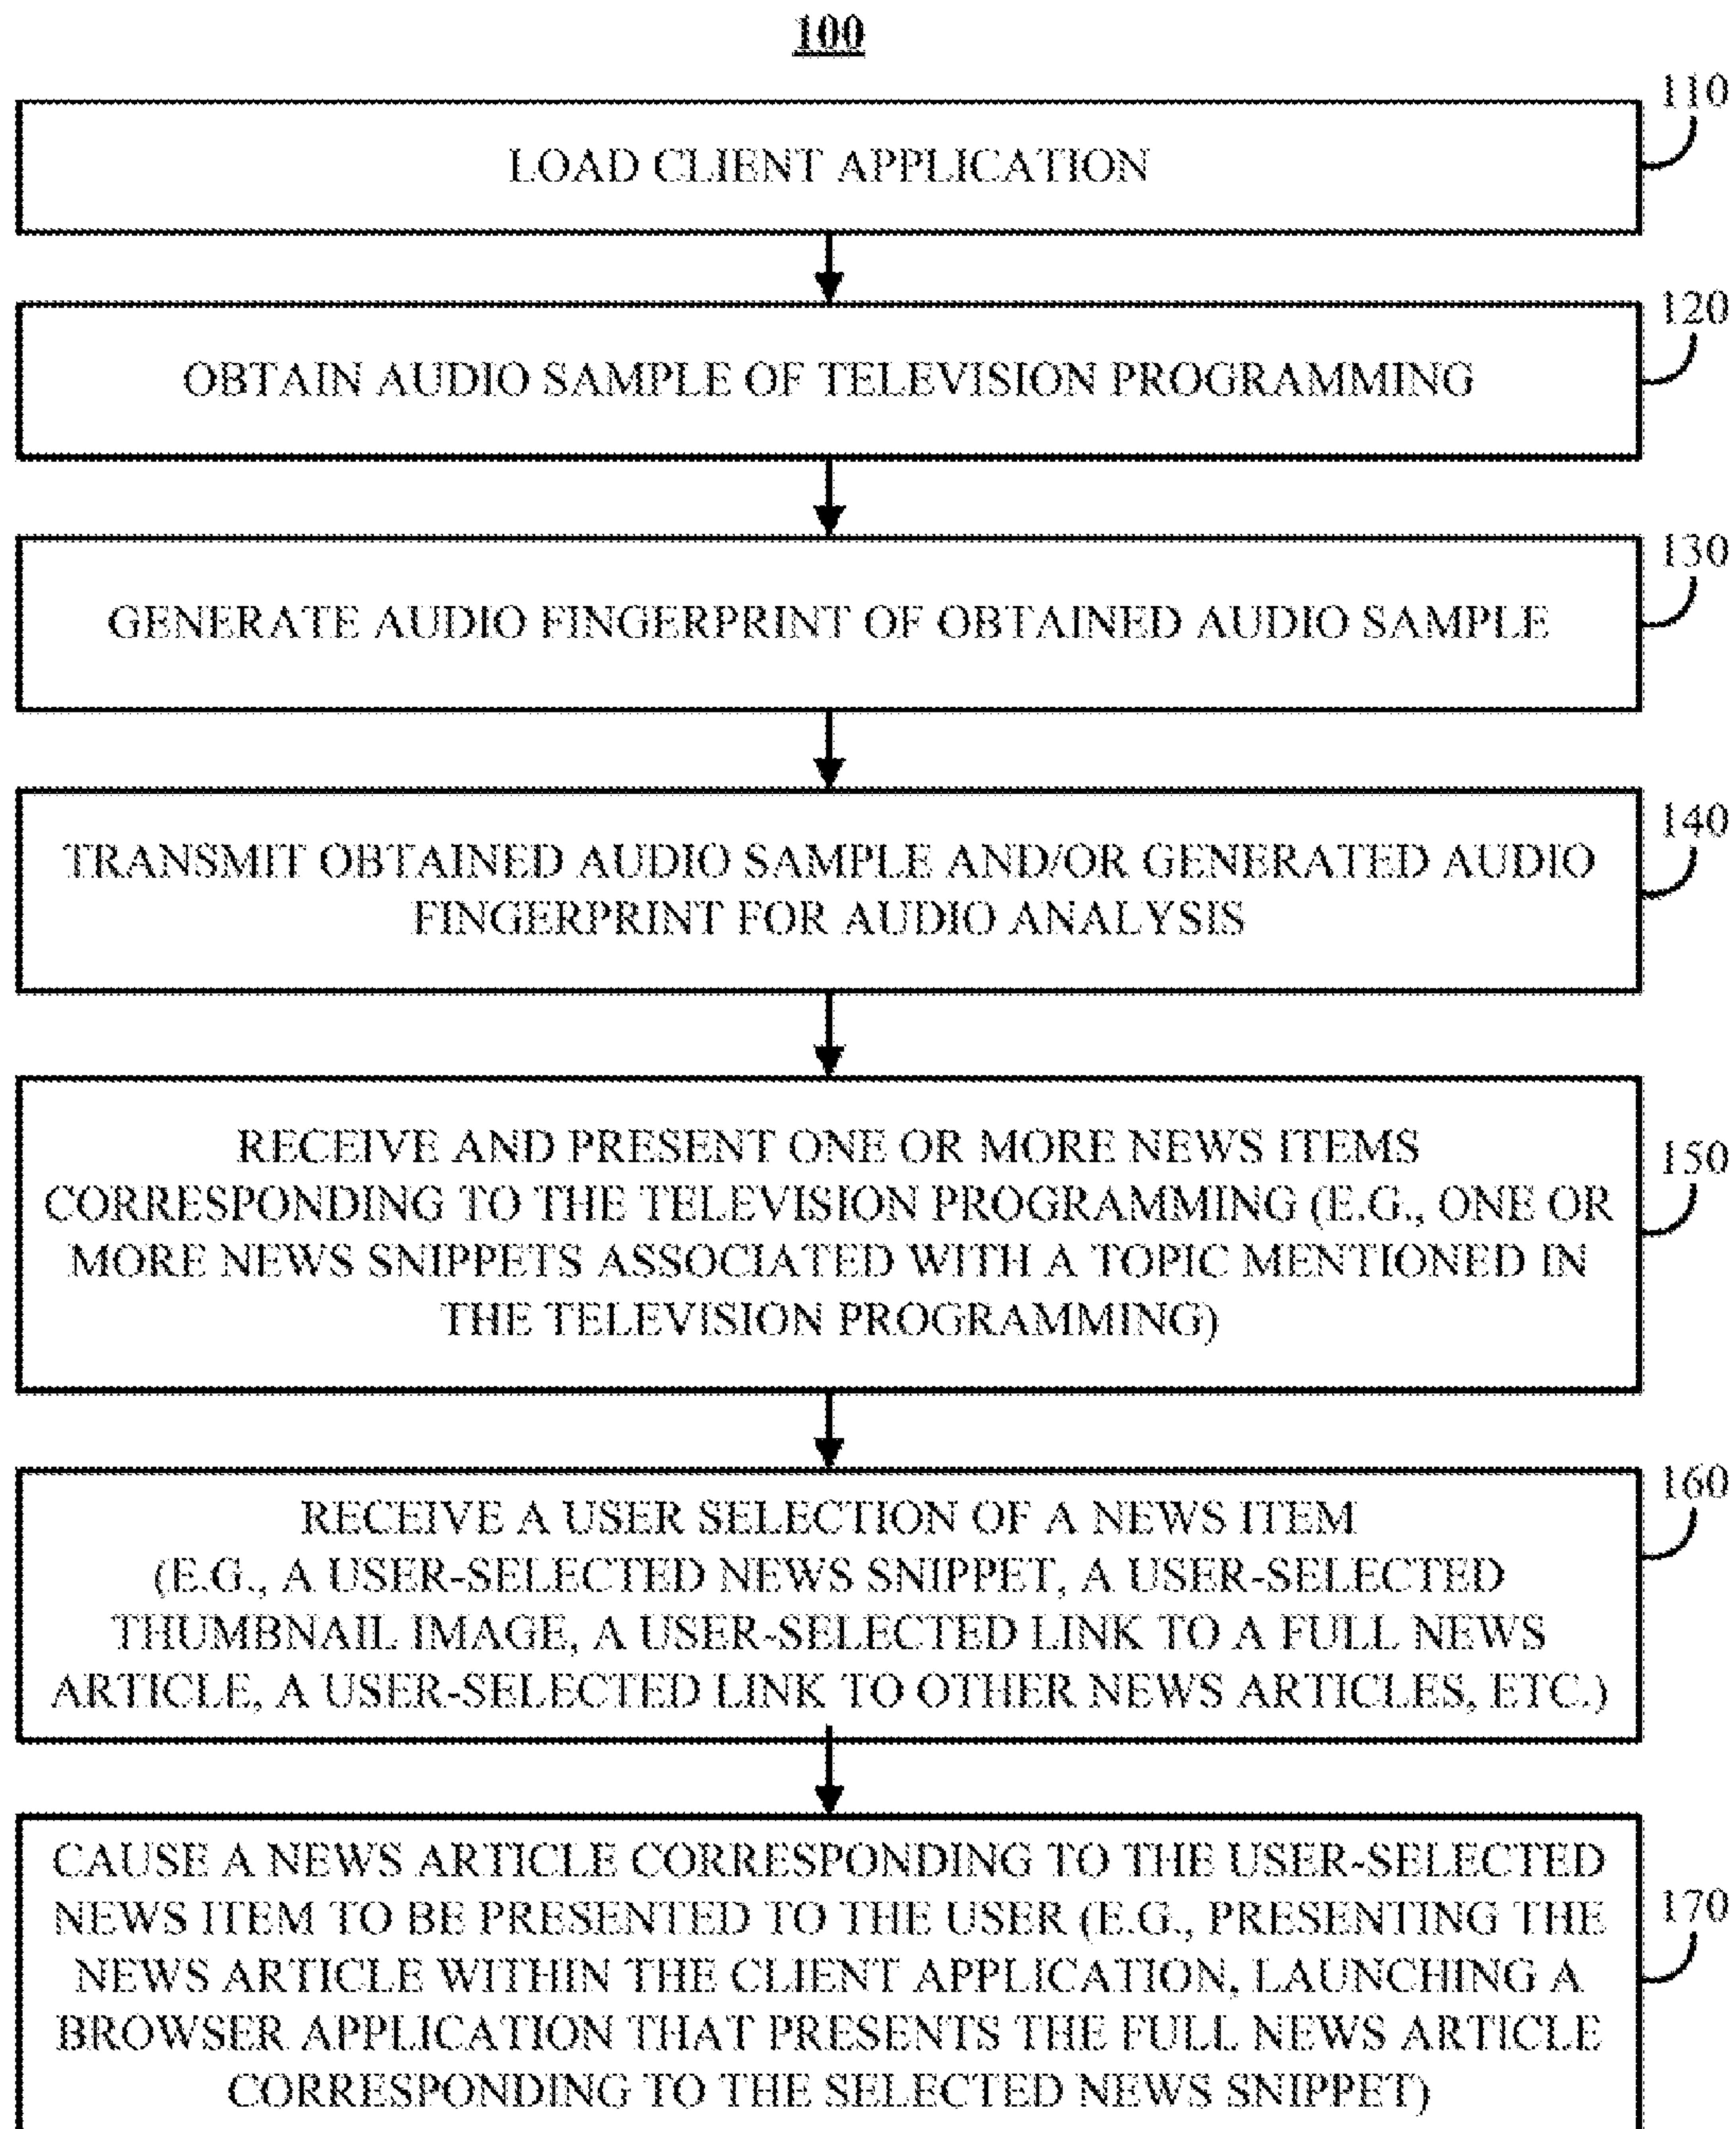 100
110
LOAD CLIENT APPLICATION
120
OBTAIN AUDIO SAMPLE OF TELEVISION PROGRAMMING
130
GENERATE AUDIO FINGERPRINT OF OBTAINED AUDIO SAMPLE
140
TRANSMIT OBTAINED AUDIO SAMPLE AND/OR GENERATED AUDIO
FINGERPRINT FOR AUDIO ANALYSIS
150
RECEIVE AND PRESENT ONE OR MORE NEWS ITEMS
CORRESPONDING TO THE TELEVISION PROGRAMMING (E.G., ONE OR
MORE NEWS SNIPPETS ASSOCIATED WITH A TOPIC MENTIONED IN
THE TELEVISION PROGRAMMING)
160
RECEIVE A USER SELECTION OF A NEWS ITEM
(E.G., A USER-SELECTED NEWS SNIPPET, A USER-SELECTED
THUMBNAIL IMAGE, A USER-SELECTED LINK TO A FULL NEWS
ARTICLE, A USER-SELECTED LINK TO OTHER NEWS ARTICLES, ETC.)
170
CAUSE A NEWS ARTICLE CORRESPONDING TO THE USER-SELECTED
NEWS ITEM TO BE PRESENTED TO THE USER (E.G., PRESENTING THE
NEWS ARTICLE WITHIN THE CLIENT APPLICATION, LAUNCHING A
BROWSER APPLICATION THAT PRESENTS THE FULL NEWS ARTICLE
CORRESPONDING TO THE SELECTED NEWS SNIPPET)